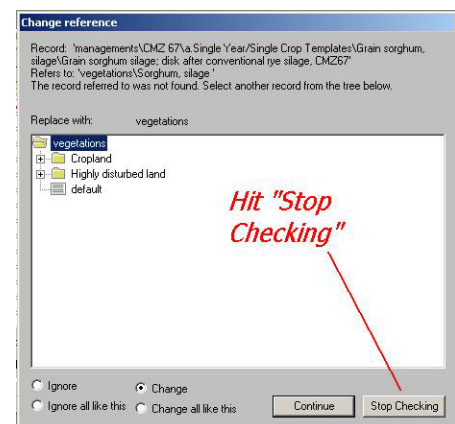 Change reference
Record: 'managements\CMZ 67\a.Single Year/Single Crop Templates\Grain sorghum,
silage\Grain sorghum silage; disk after conventional rye silage, CMZ67'
Refers to: 'vegetations\Sorghum, silage '
The record referred to was not found. Select another record from the tree below.
Replace with: vegetations
vegetations
Cropland
Highly disturbed land
default
Hit "Stop
Checking"
Ignore Change
Ignore all like this Change all like this Continue Stop Checking